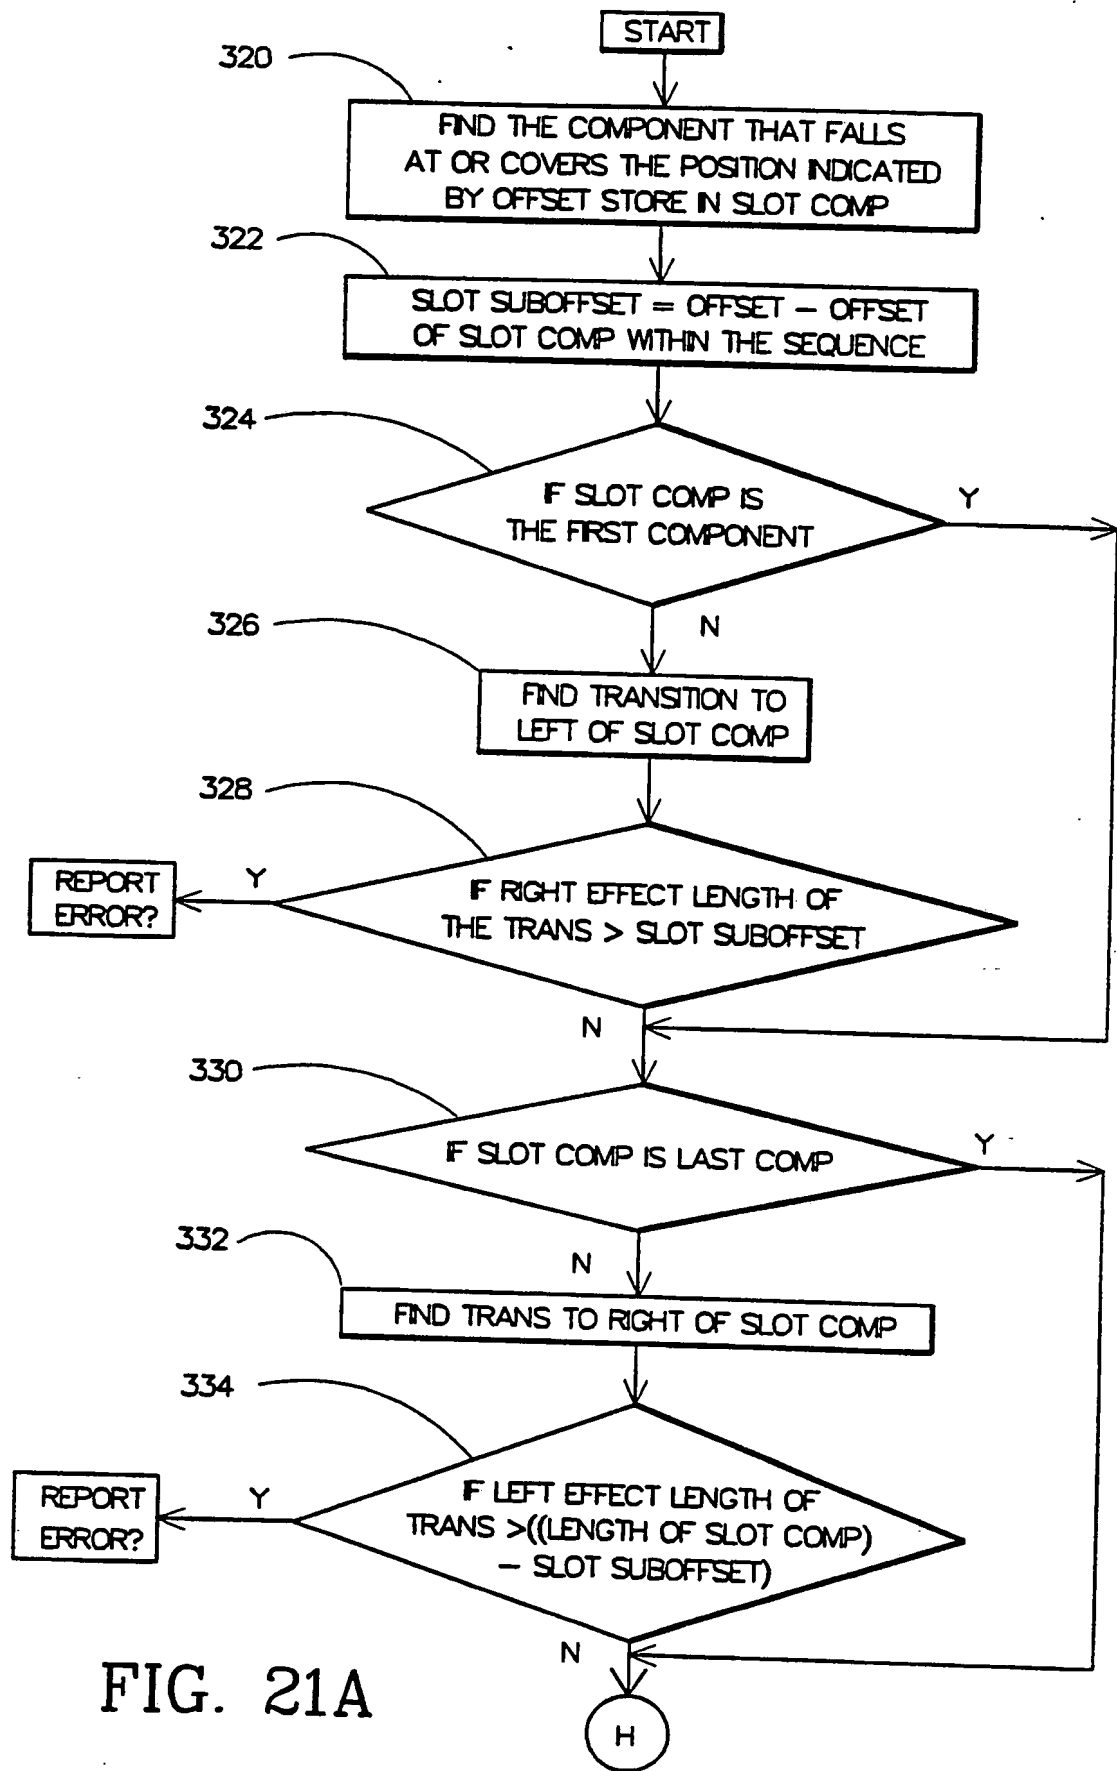 START
320
FIND THE COMPONENT THAT FALLS
AT OR COVERS THE POSITION INDICATED
BY OFFSET STORE IN SLOT COMP
322
SLOT SUBOFFSET = OFFSET - OFFSET
OF SLOT COMP WITHIN THE SEQUENCE
324
IF SLOT COMP IS
THE FIRST COMPONENT
Y
N
326
FIND TRANSITION TO
LEFT OF SLOT COMP
328
IF RIGHT EFFECT LENGTH OF
THE TRANS > SLOT SUBOFFSET
Y
REPORT
ERROR?
N
330
IF SLOT COMP IS LAST COMP
Y
N
332
FIND TRANS TO RIGHT OF SLOT COMP
334
IF LEFT EFFECT LENGTH OF
TRANS >((LENGTH OF SLOT COMP)
- SLOT SUBOFFSET)
Y
REPORT
ERROR?
N
H
FIG. 21A